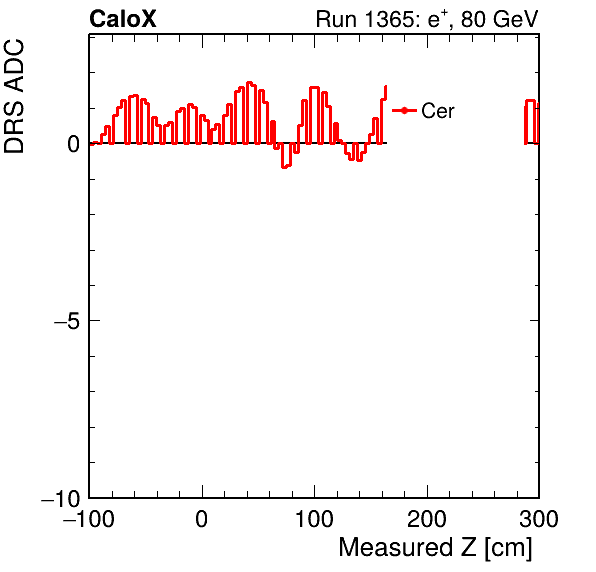 CaloX Run 1365: e⁺, 80 GeV
DRS ADC
Cer
0
−5
−10
−100 0 100 200 300
Measured Z [cm]